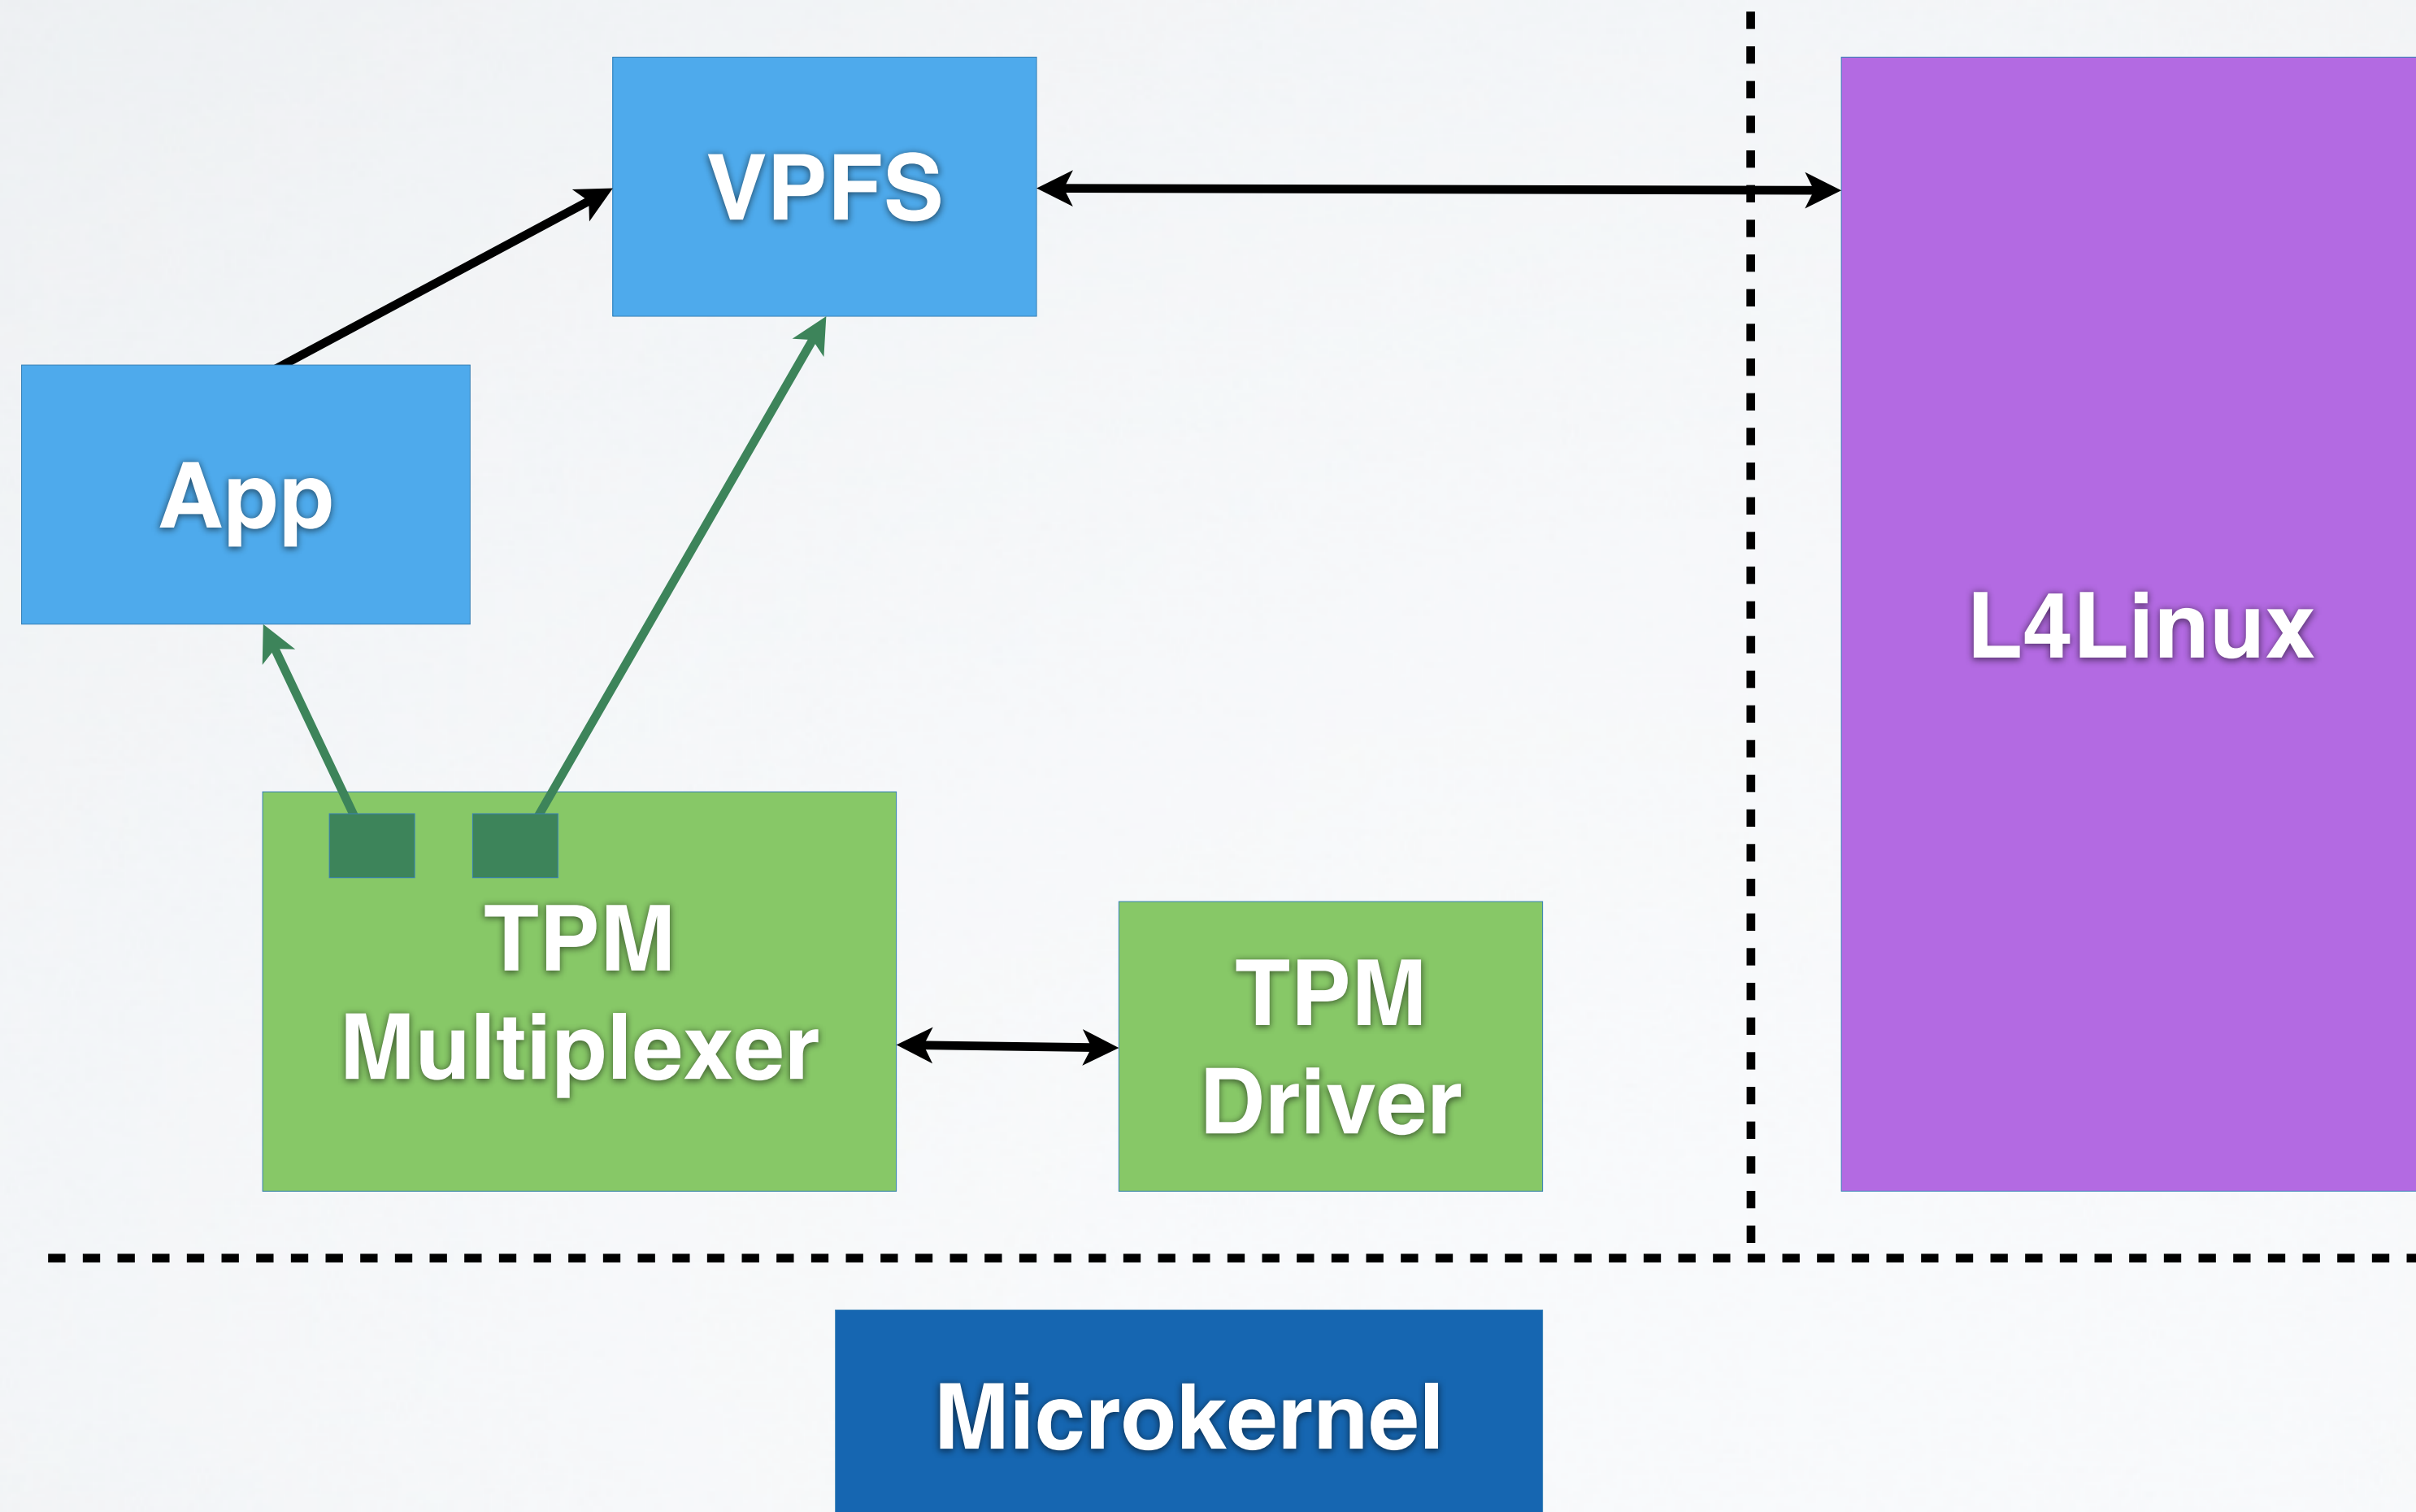 VPFS
App
L4Linux
TPM
Multiplexer
TPM
Driver
Microkernel